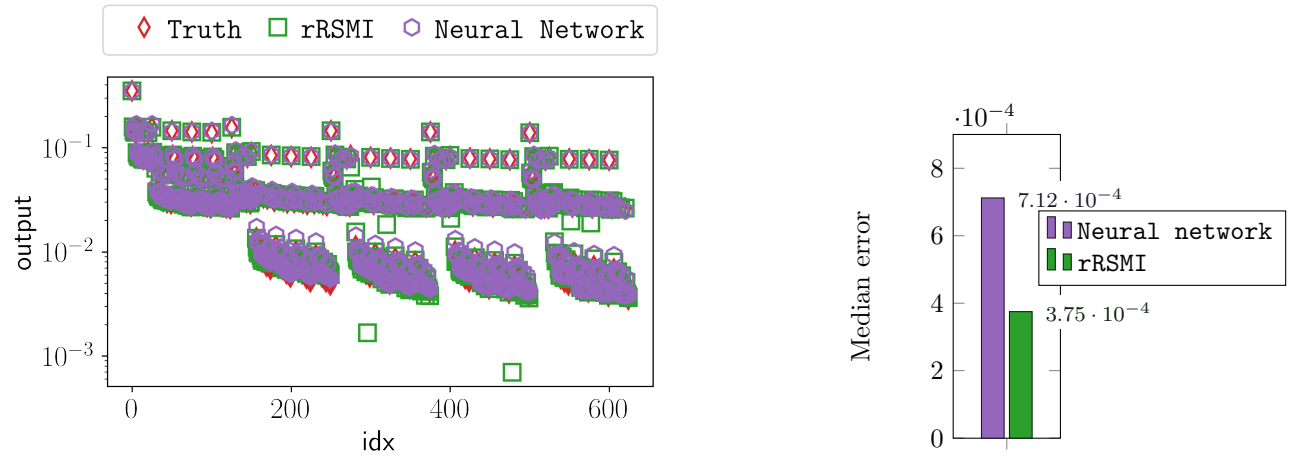 Truth rRSMI Neural Network
10⁻¹
10⁻²
10⁻³
output
0 200 400 600
idx
·10⁻⁴
8
6
4
2
0
Median error
7.12 · 10⁻⁴
Neural network
rRSMI
3.75 · 10⁻⁴